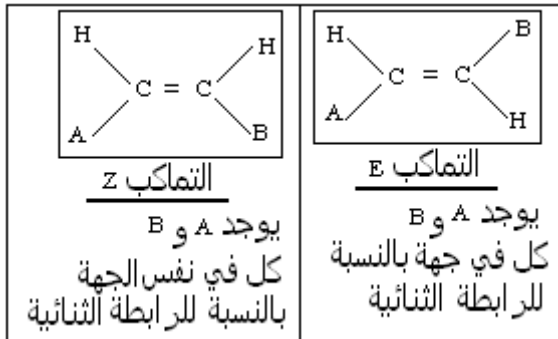 H B
C = C
A H
التماكب E
يوجد A و B
كل في جهة بالنسبة
للرابطة الثنائية
H H
C = C
A B
التماكب Z
يوجد A و B
كل في نفس الجهة
بالنسبة للرابطة الثنائية